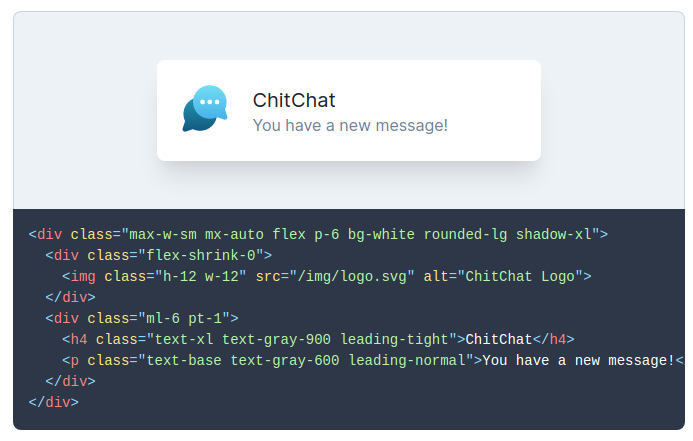 ChitChat
You have a new message!
<div class="max-w-sm mx-auto flex p-6 bg-white rounded-lg shadow-xl">
  <div class="flex-shrink-0">
    <img class="h-12 w-12" src="/img/logo.svg" alt="ChitChat Logo">
  </div>
  <div class="ml-6 pt-1">
    <h4 class="text-xl text-gray-900 leading-tight">ChitChat</h4>
    <p class="text-base text-gray-600 leading-normal">You have a new message!<
  </div>
</div>